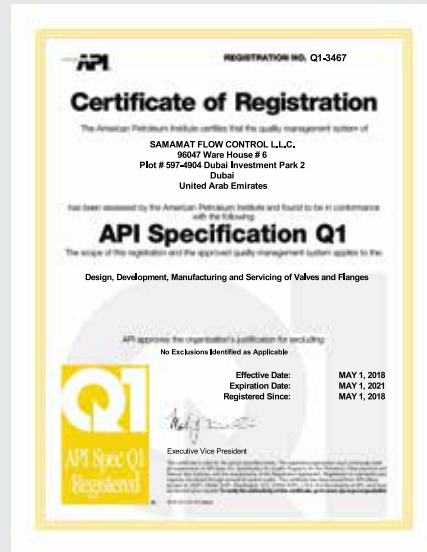 API
REGISTRATION NO. Q1-3467
Certificate of Registration
The American Petroleum Institute certifies that the quality management system of
SAMAMAT FLOW CONTROL L.L.C.
96047 Ware House # 6
Plot # 597-4904 Dubai Investment Park 2
Dubai
United Arab Emirates
has been assessed by the American Petroleum Institute and found to be in conformance
with the following:
API Specification Q1
The scope of this registration and the approved quality management system applies to the
Design, Development, Manufacturing and Servicing of Valves and Flanges
API approves the organization's justification for excluding:
No Exclusions Identified as Applicable
Effective Date: MAY 1, 2018
Expiration Date: MAY 1, 2021
Registered Since: MAY 1, 2018
Q1
API Spec Q1
Registered
Executive Vice President